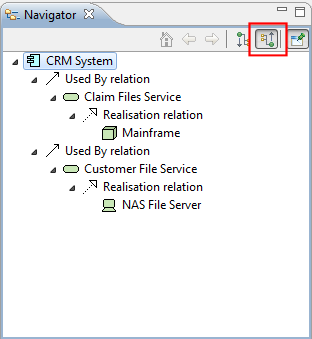 Navigator
CRM System
Used By relation
Claim Files Service
Realisation relation
Mainframe
Used By relation
Customer File Service
Realisation relation
NAS File Server